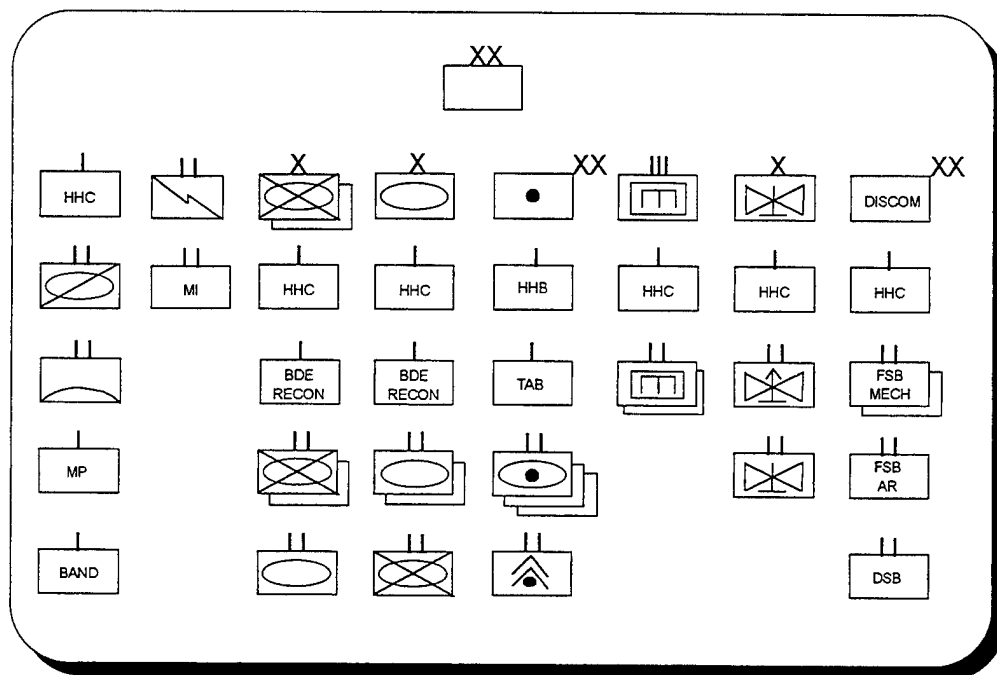 XX
HHC
X
X
XX
X
XX
DISCOM
MI
HHC
HHC
HHB
HHC
HHC
HHC
BDE
RECON
BDE
RECON
TAB
FSB
MECH
MP
FSB
AR
BAND
DSB